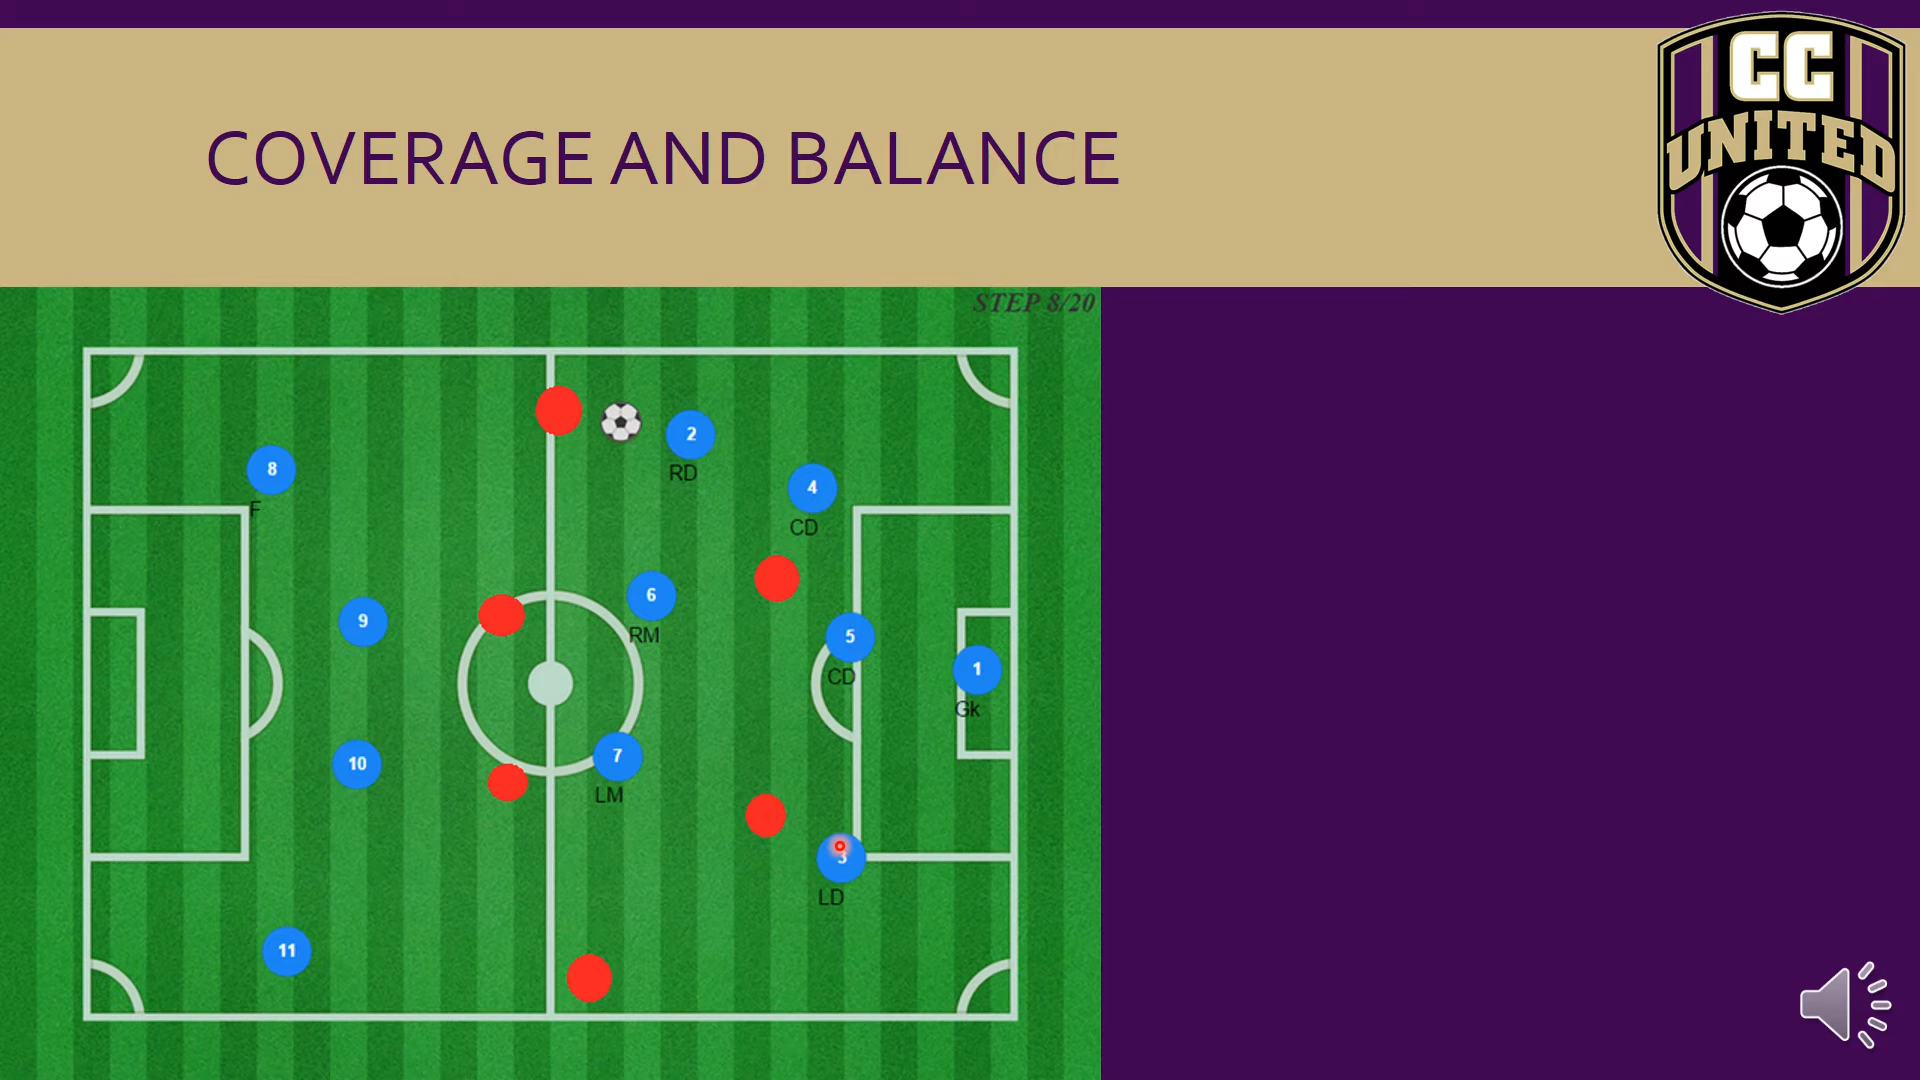 CC
UNITED
COVERAGE AND BALANCE
STEP 8/20
2
RD
8
F
4
CD
6
RM
9
5
CD
1
Gk
7
LM
10
3
LD
11